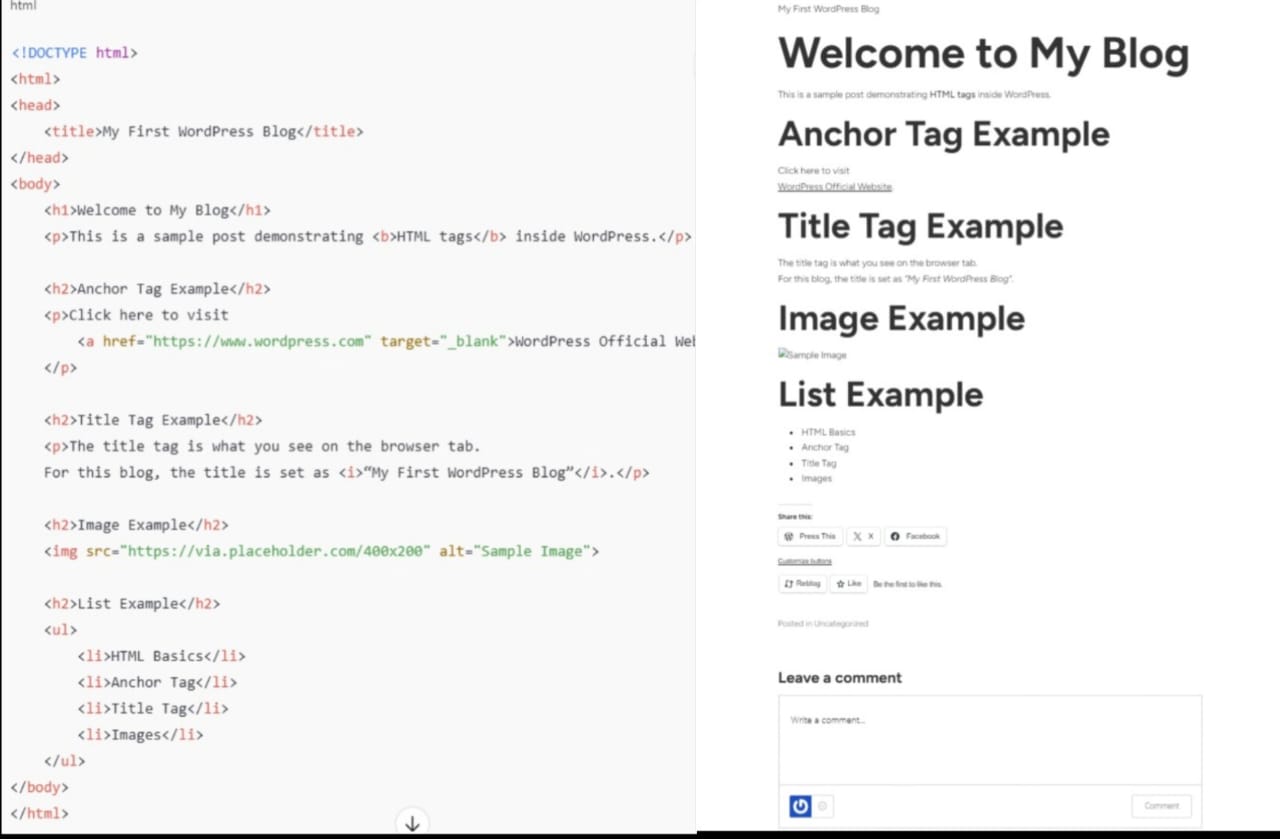 html
<!DOCTYPE html>
<html>
<head>
<title>My First WordPress Blog</title>
</head>
<body>
<h1>Welcome to My Blog</h1>
<p>This is a sample post demonstrating <b>HTML tags</b> inside WordPress.</p>
<h2>Anchor Tag Example</h2>
<p>Click here to visit
<a href="https://www.wordpress.com" target="_blank">WordPress Official We
</p>
<h2>Title Tag Example</h2>
<p>The title tag is what you see on the browser tab.
For this blog, the title is set as <i>“My First WordPress Blog”</i>.</p>
<h2>Image Example</h2>
<img src="https://via.placeholder.com/400x200" alt="Sample Image">
<h2>List Example</h2>
<ul>
<li>HTML Basics</li>
<li>Anchor Tag</li>
<li>Title Tag</li>
<li>Images</li>
</ul>
</body>
</html>
My First WordPress Blog
Welcome to My Blog
This is a sample post demonstrating HTML tags inside WordPress.
Anchor Tag Example
Click here to visit
WordPress Official Website.
Title Tag Example
The title tag is what you see on the browser tab.
For this blog, the title is set as “My First WordPress Blog”.
Image Example
Sample Image
List Example
• HTML Basics
• Anchor Tag
• Title Tag
• Images
Share this:
Press This X Facebook
Customize buttons
Reblog Like Be the first to like this.
Posted in Uncategorized
Leave a comment
Write a comment...
Comment